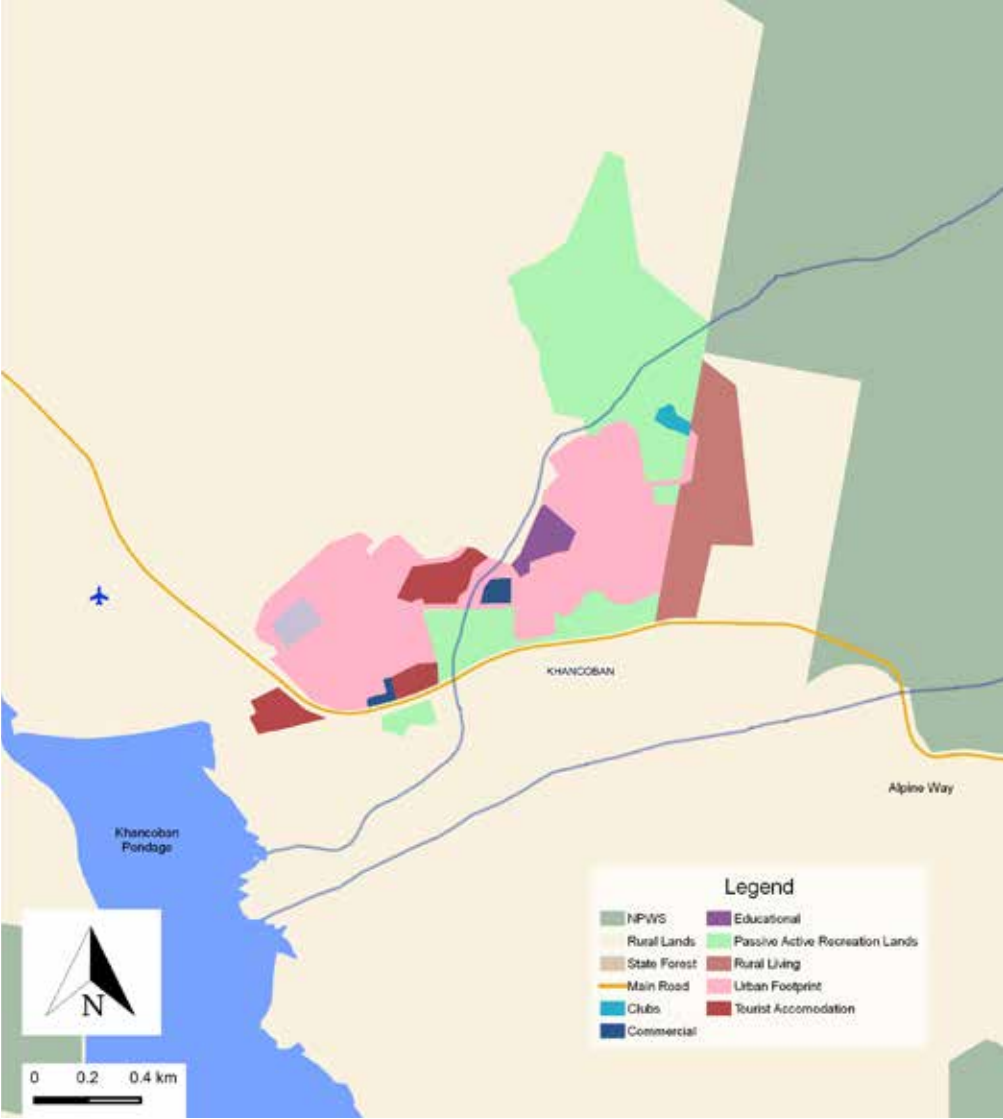 KHANCOBAN
Alpine Way
Khancoban
Pondage
Legend
NPWS
Rural Lands
State Forest
Main Road
Clubs
Commercial
Educational
Passive Active Recreation Lands
Rural Living
Urban Footprint
Tourist Accomodation
N
0 0.2 0.4 km